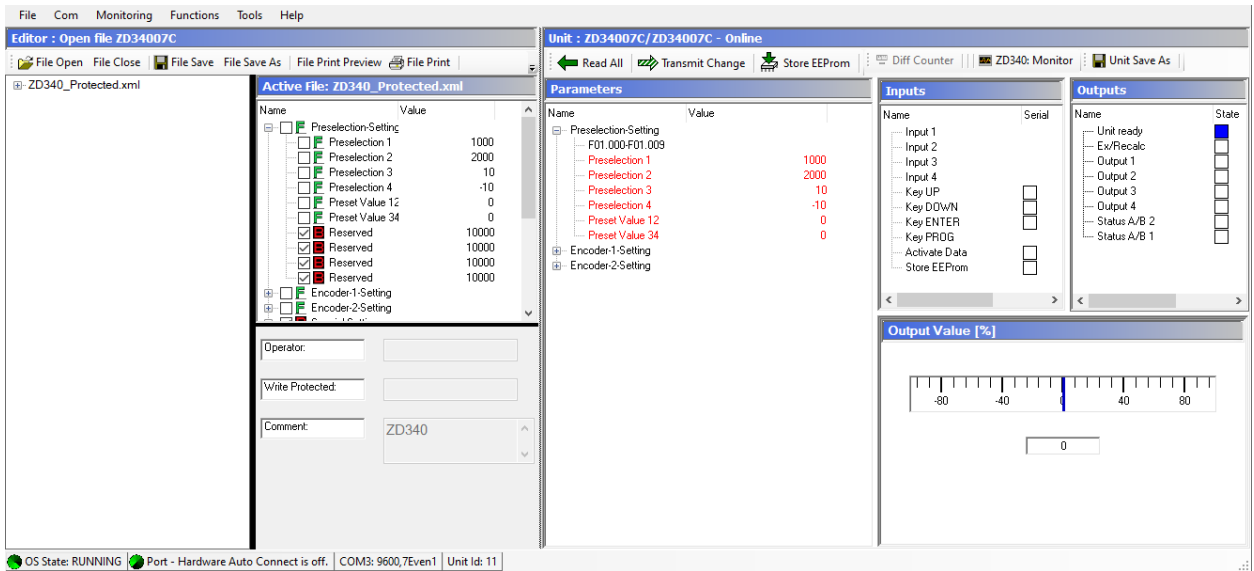 File Com Monitoring Functions Tools Help
Editor : Open file ZD34007C
File Open File Close File Save File Save As File Print Preview File Print
ZD340_Protected.xml
Active File: ZD340_Protected.xml
Name Value
Preselection-Setting
Preselection 1 1000
Preselection 2 2000
Preselection 3 10
Preselection 4 -10
Preset Value 12 0
Preset Value 34 0
Reserved 10000
Reserved 10000
Reserved 10000
Reserved 10000
Encoder-1-Setting
Encoder-2-Setting
Operator:
Write Protected:
Comment: ZD340
Unit : ZD34007C/ZD34007C - Online
Read All Transmit Change Store EEProm Diff Counter ZD340: Monitor Unit Save As
Parameters
Name Value
Preselection-Setting
F01.000-F01.009
Preselection 1 1000
Preselection 2 2000
Preselection 3 10
Preselection 4 -10
Preset Value 12 0
Preset Value 34 0
Encoder-1-Setting
Encoder-2-Setting
Inputs
Name Serial
Input 1
Input 2
Input 3
Input 4
Key UP
Key DOWN
Key ENTER
Key PROG
Activate Data
Store EEProm
Outputs
Name State
Unit ready
Ex/Recalc
Output 1
Output 2
Output 3
Output 4
Status A/B 2
Status A/B 1
Output Value [%]
-80 -40 0 40 80
0
OS State: RUNNING Port - Hardware Auto Connect is off. COM3: 9600,7Even1 Unit Id: 11